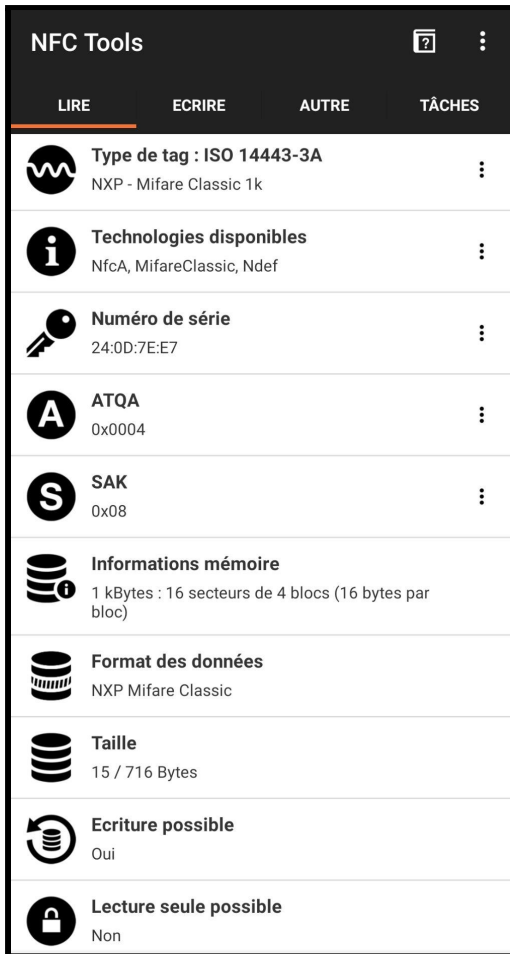 NFC Tools
LIRE
ECRIRE
AUTRE
TÂCHES
Type de tag : ISO 14443-3A
NXP - Mifare Classic 1k
Technologies disponibles
NfcA, MifareClassic, Ndef
Numéro de série
24:0D:7E:E7
ATQA
0x0004
SAK
0x08
Informations mémoire
1 kBytes : 16 secteurs de 4 blocs (16 bytes par
bloc)
Format des données
NXP Mifare Classic
Taille
15 / 716 Bytes
Ecriture possible
Oui
Lecture seule possible
Non